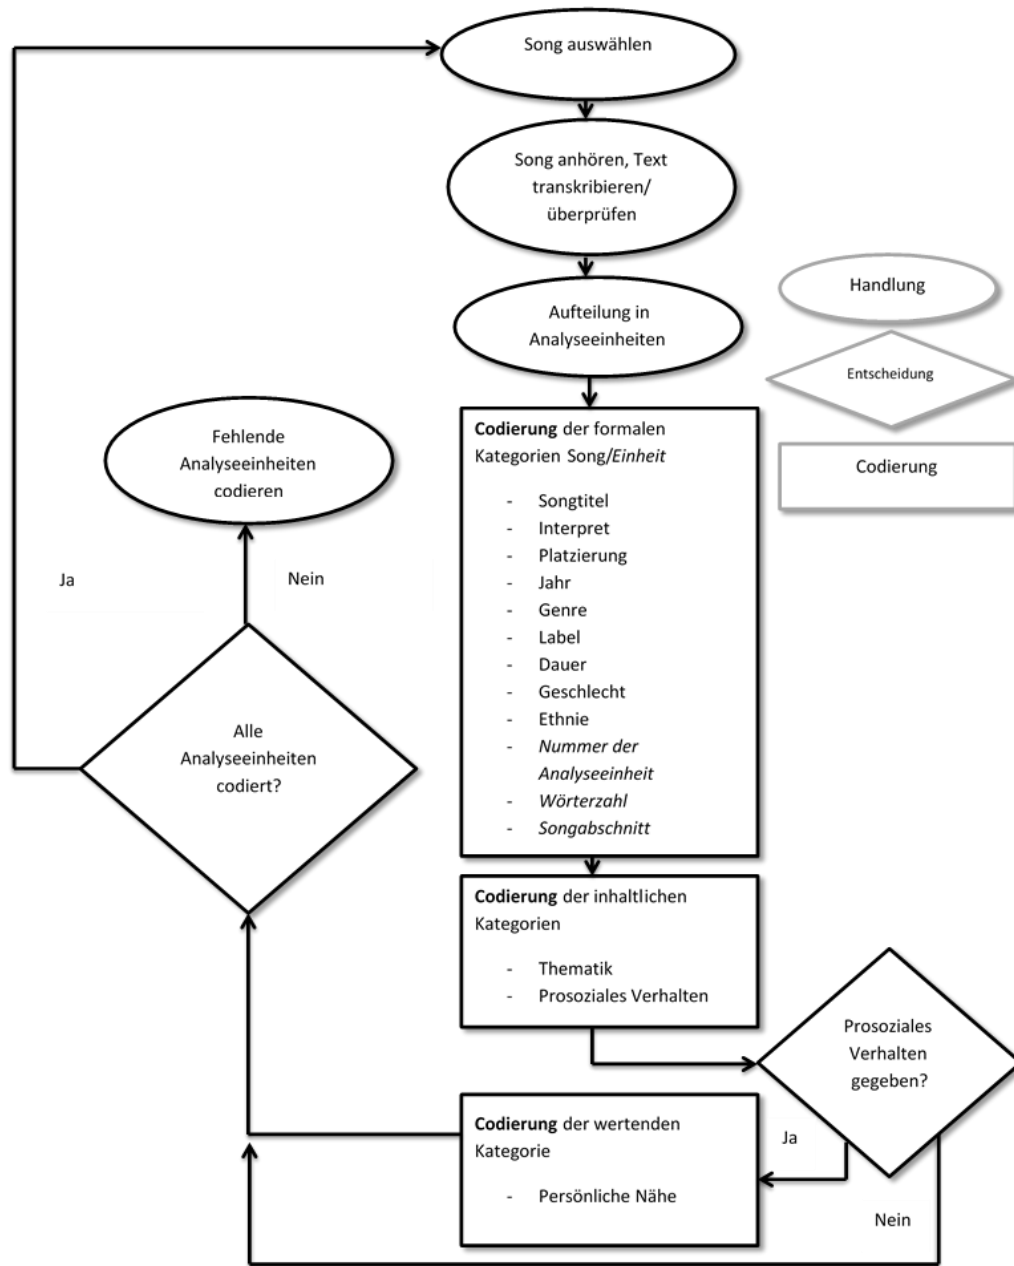 Song auswählen
Song anhören, Text
transkribieren/
überprüfen
Aufteilung in
Analyseeinheiten
Handlung
Entscheidung
Codierung
Codierung der formalen
Kategorien Song/Einheit
- Songtitel
- Interpret
- Platzierung
- Jahr
- Genre
- Label
- Dauer
- Geschlecht
- Ethnie
- Nummer der
Analyseeinheit
- Wörterzahl
- Songabschnitt
Codierung der inhaltlichen
Kategorien
- Thematik
- Prosoziales Verhalten
Prosoziales
Verhalten
gegeben?
Ja
Nein
Codierung der wertenden
Kategorie
- Persönliche Nähe
Alle
Analyseeinheiten
codiert?
Ja
Nein
Fehlende
Analyseeinheiten
codieren